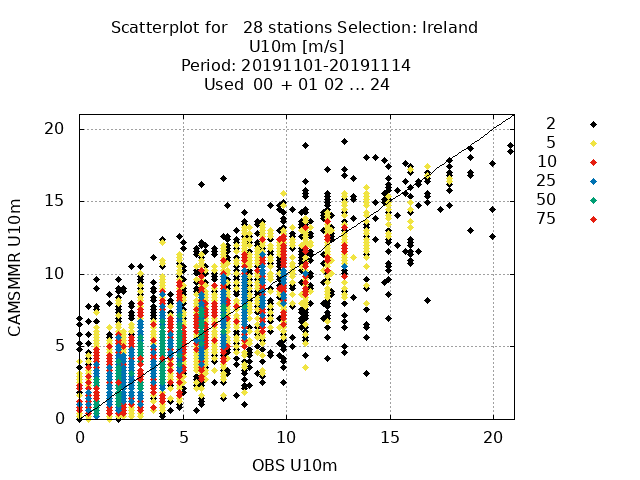 Scatterplot for 28 stations Selection: Ireland
U10m [m/s]
Period: 20191101-20191114
Used 00 + 01 02 ... 24
2
5
10
25
50
75
CAMSMMR U10m
20
15
10
5
0
0 5 10 15 20
OBS U10m